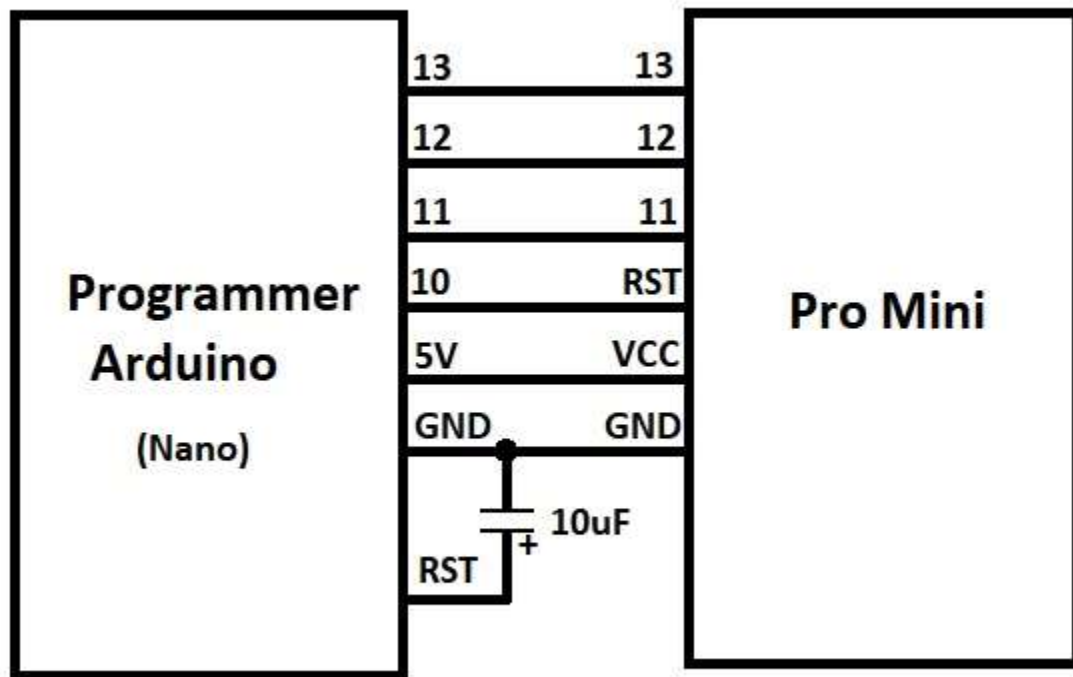 13 13
12 12
11 11
10 RST
5V VCC
GND GND
+ 10uF
RST
Programmer
Arduino
(Nano)
Pro Mini